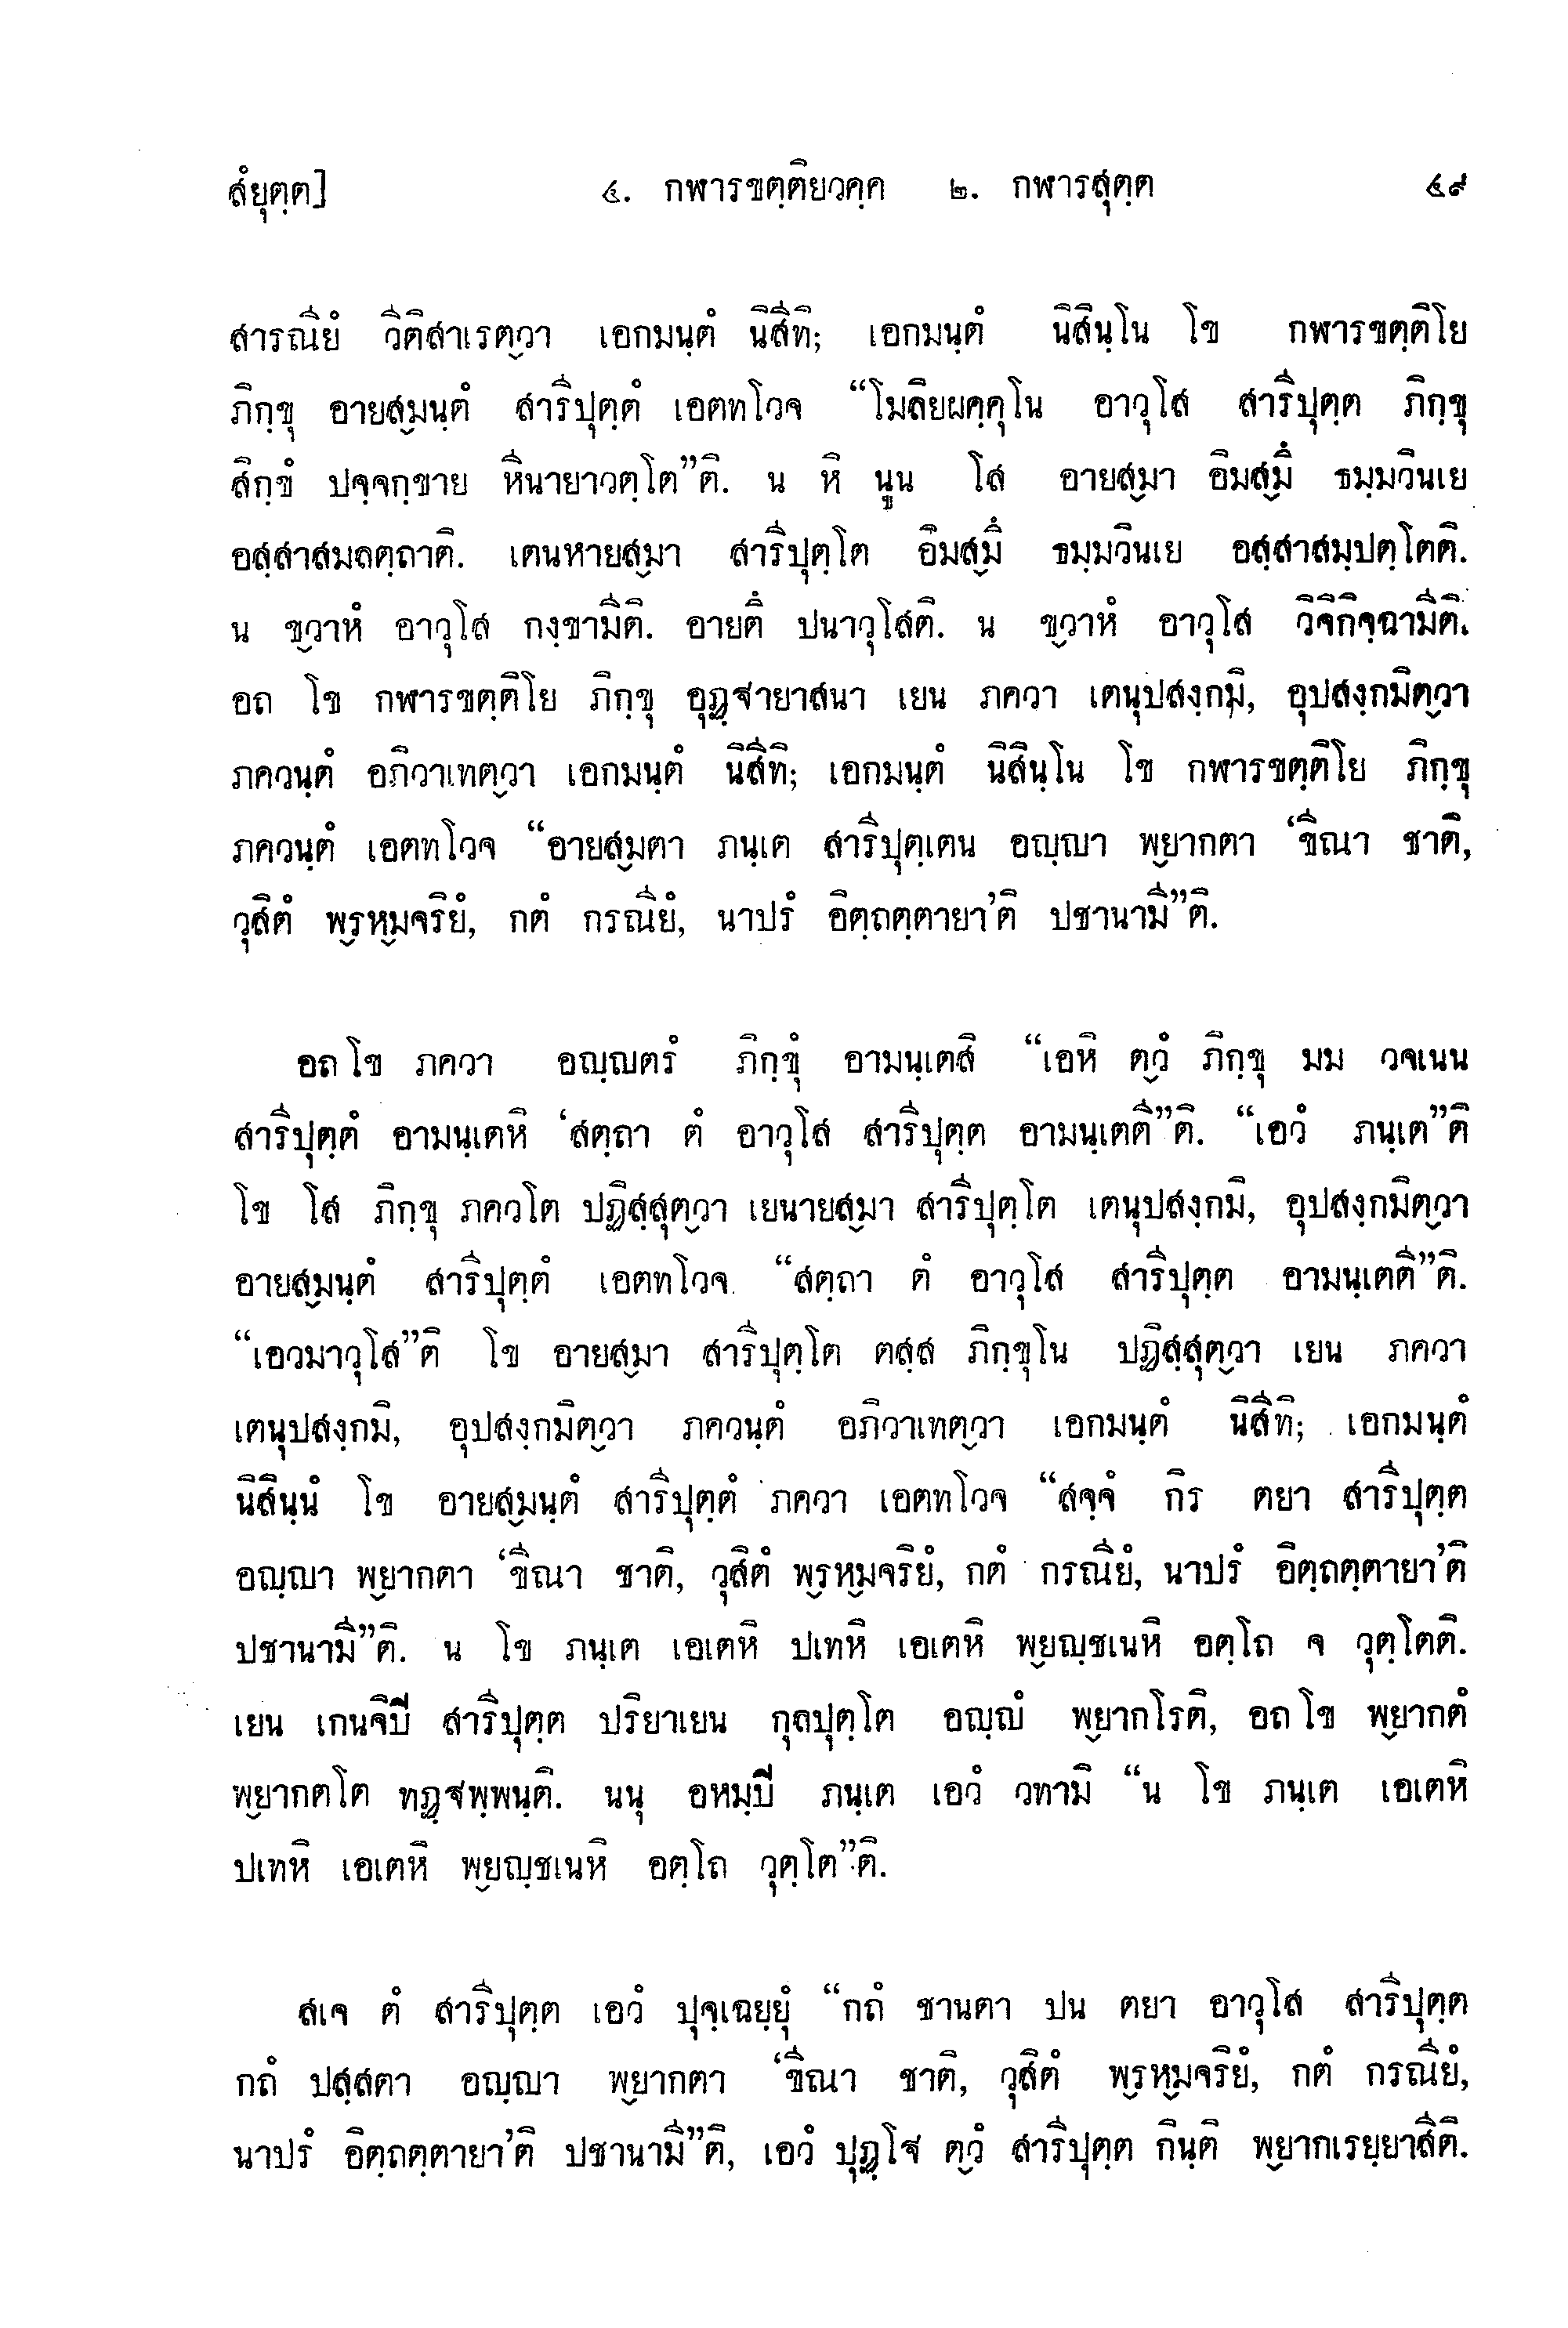 สํยุตฺต]	๔. กฬารขตฺติยวคฺค ๒. กฬารสุตฺต	๔๙
สารณียํ วีติสาเรตฺวา เอกมนฺตํ นิสีทิ; เอกมนฺตํ นิสินฺโน โข กฬารขตฺติโย
ภิกฺขุ อายสฺมนฺตํ สารีปุตฺตํ เอตทโวจ “โมลิยผคฺคุโน อาวุโส สารีปุตฺต ภิกฺขุ
สิกฺขํ ปจฺจกฺขาย หีนายาวตฺโต”ติ. น หิ นูน โส อายสฺมา อิมสฺมึ ธมฺมวินเย
อสฺสาสมลตฺถาติ. เตนหายสฺมา สารีปุตฺโต อิมสฺมึ ธมฺมวินเย อสฺสาสมฺปตฺโตติ.
น ขฺวาหํ อาวุโส กงฺขามีติ. อายตึ ปนาวุโสติ. น ขฺวาหํ อาวุโส วิจิกิจฺฉามีติ.
อถ โข กฬารขตฺติโย ภิกฺขุ อุฏฺฐายาสนา เยน ภควา เตนุปสงฺกมิ, อุปสงฺกมิตฺวา
ภควนฺตํ อภิวาเทตฺวา เอกมนฺตํ นิสีทิ; เอกมนฺตํ นิสินฺโน โข กฬารขตฺติโย ภิกฺขุ
ภควนฺตํ เอตทโวจ “อายสฺมตา ภนฺเต สารีปุตฺเตน อญฺญา พฺยากตา ‘ขีณา ชาติ,
วุสิตํ พฺรหฺมจริยํ, กตํ กรณียํ, นาปรํ อิตฺถตฺตายา’ติ ปชานามี”ติ.
อถ โข ภควา อญฺญตรํ ภิกฺขุํ อามนฺเตสิ “เอหิ ตฺวํ ภิกฺขุ มม วจเนน
สารีปุตฺตํ อามนฺเตหิ ‘สตฺถา ตํ อาวุโส สารีปุตฺต อามนฺเตตี”ติ. “เอวํ ภนฺเต”ติ
โข โส ภิกฺขุ ภควโต ปฏิสฺสุตฺวา เยนายสฺมา สารีปุตฺโต เตนุปสงฺกมิ, อุปสงฺกมิตฺวา
อายสฺมนฺตํ สารีปุตฺตํ เอตทโวจ “สตฺถา ตํ อาวุโส สารีปุตฺต อามนฺเตตี”ติ.
“เอวมาวุโส”ติ โข อายสฺมา สารีปุตฺโต ตสฺส ภิกฺขุโน ปฏิสฺสุตฺวา เยน ภควา
เตนุปสงฺกมิ, อุปสงฺกมิตฺวา ภควนฺตํ อภิวาเทตฺวา เอกมนฺตํ นิสีทิ; เอกมนฺตํ
นิสินฺนํ โข อายสฺมนฺตํ สารีปุตฺตํ ภควา เอตทโวจ “สจฺจํ กิร ตยา สารีปุตฺต
อญฺญา พฺยากตา ‘ขีณา ชาติ, วุสิตํ พฺรหฺมจริยํ, กตํ กรณียํ, นาปรํ อิตฺถตฺตายา’ติ
ปชานามี”ติ. น โข ภนฺเต เอเตหิ ปเทหิ เอเตหิ พฺยญฺชเนหิ อตฺโถ จ วุตฺโตติ.
เยน เกนจิปิ สารีปุตฺต ปริยาเยน กุลปุตฺโต อญฺญํ พฺยากโรติ, อถ โข พฺยากตํ
พฺยากตโต ทฏฺฐพฺพนฺติ. นนุ อหมฺปิ ภนฺเต เอวํ วทามิ “น โข ภนฺเต เอเตหิ
ปเทหิ เอเตหิ พฺยญฺชเนหิ อตฺโถ วุตฺโต”ติ.
สเจ ตํ สารีปุตฺต เอวํ ปุจฺเฉยฺยุํ “กถํ ชานตา ปน ตยา อาวุโส สารีปุตฺต
กถํ ปสฺสตา อญฺญา พฺยากตา ‘ขีณา ชาติ, วุสิตํ พฺรหฺมจริยํ, กตํ กรณียํ,
นาปรํ อิตฺถตฺตายา’ติ ปชานามี”ติ, เอวํ ปุฏฺโฐ ตฺวํ สารีปุตฺต กินฺติ พฺยากเรยฺยาสีติ.